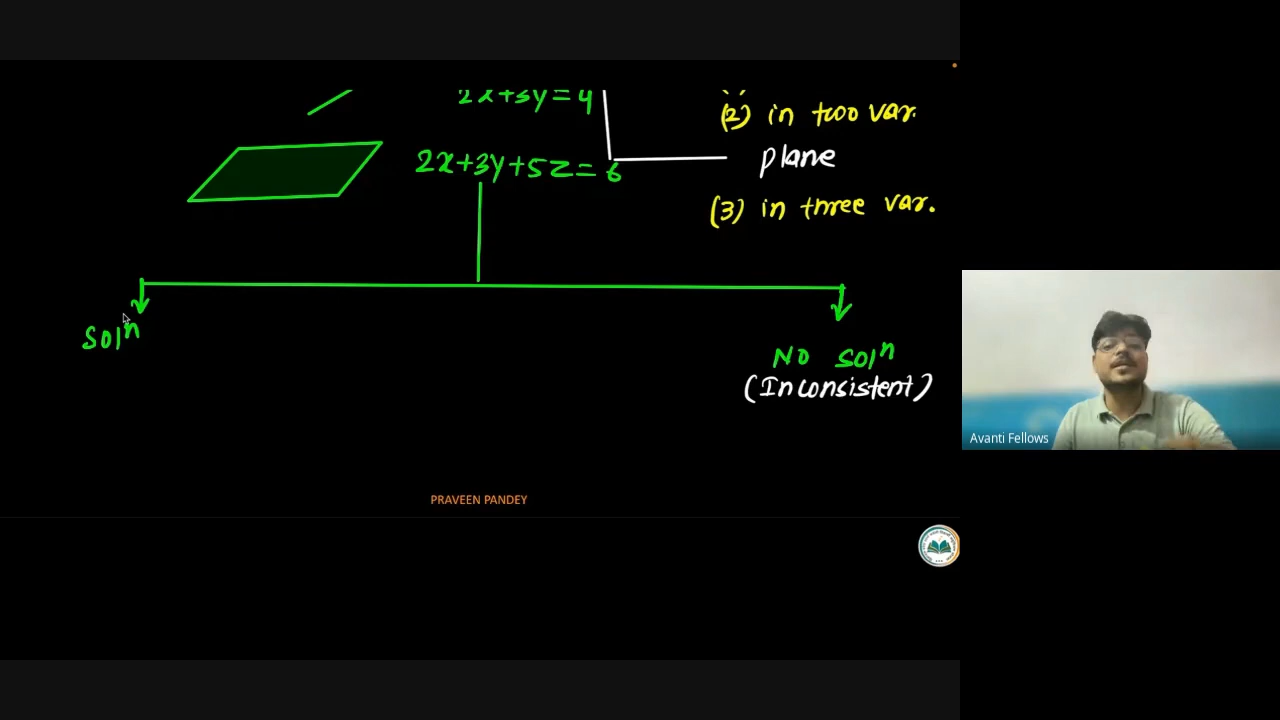 2x+3y=4
(2) in two var.
2x+3y+5z=6
plane
(3) in three var.
Solⁿ
No Solⁿ
(Inconsistent)
Avanti Fellows
PRAVEEN PANDEY